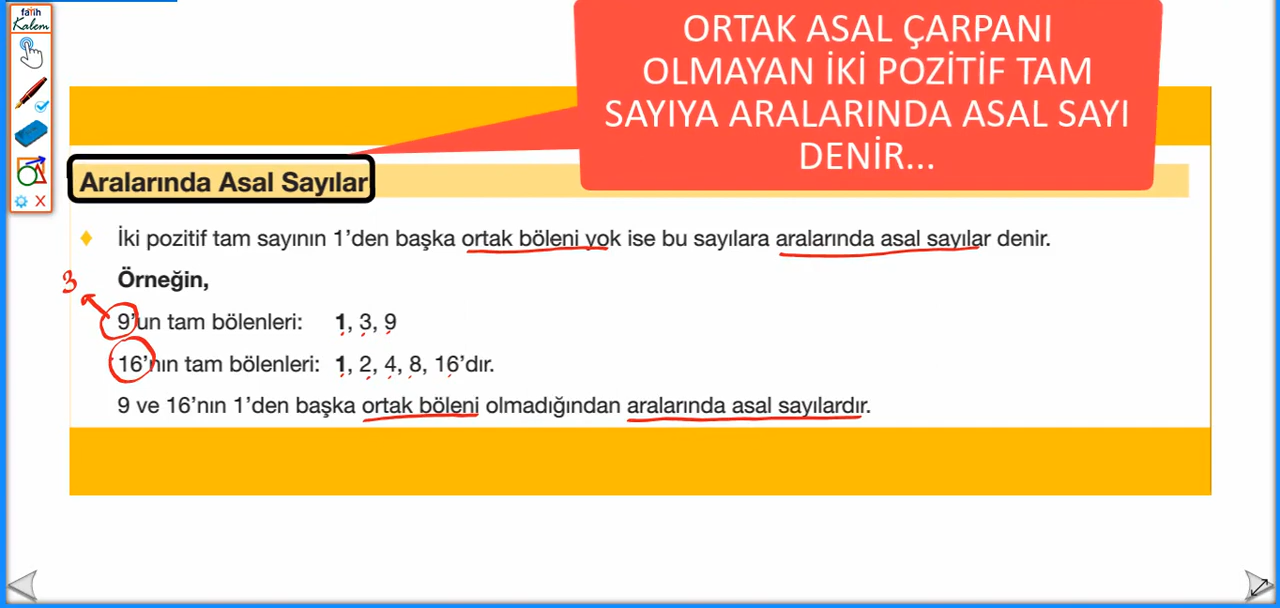 fatih
Kalem
ORTAK ASAL ÇARPANI
OLMAYAN İKİ POZİTİF TAM
SAYIYA ARALARINDA ASAL SAYI
DENİR...
Aralarında Asal Sayılar
İki pozitif tam sayının 1’den başka ortak böleni yok ise bu sayılara aralarında asal sayılar denir.
3
Örneğin,
9’un tam bölenleri: 1, 3, 9
16’nın tam bölenleri: 1, 2, 4, 8, 16’dır.
9 ve 16’nın 1’den başka ortak böleni olmadığından aralarında asal sayılardır.